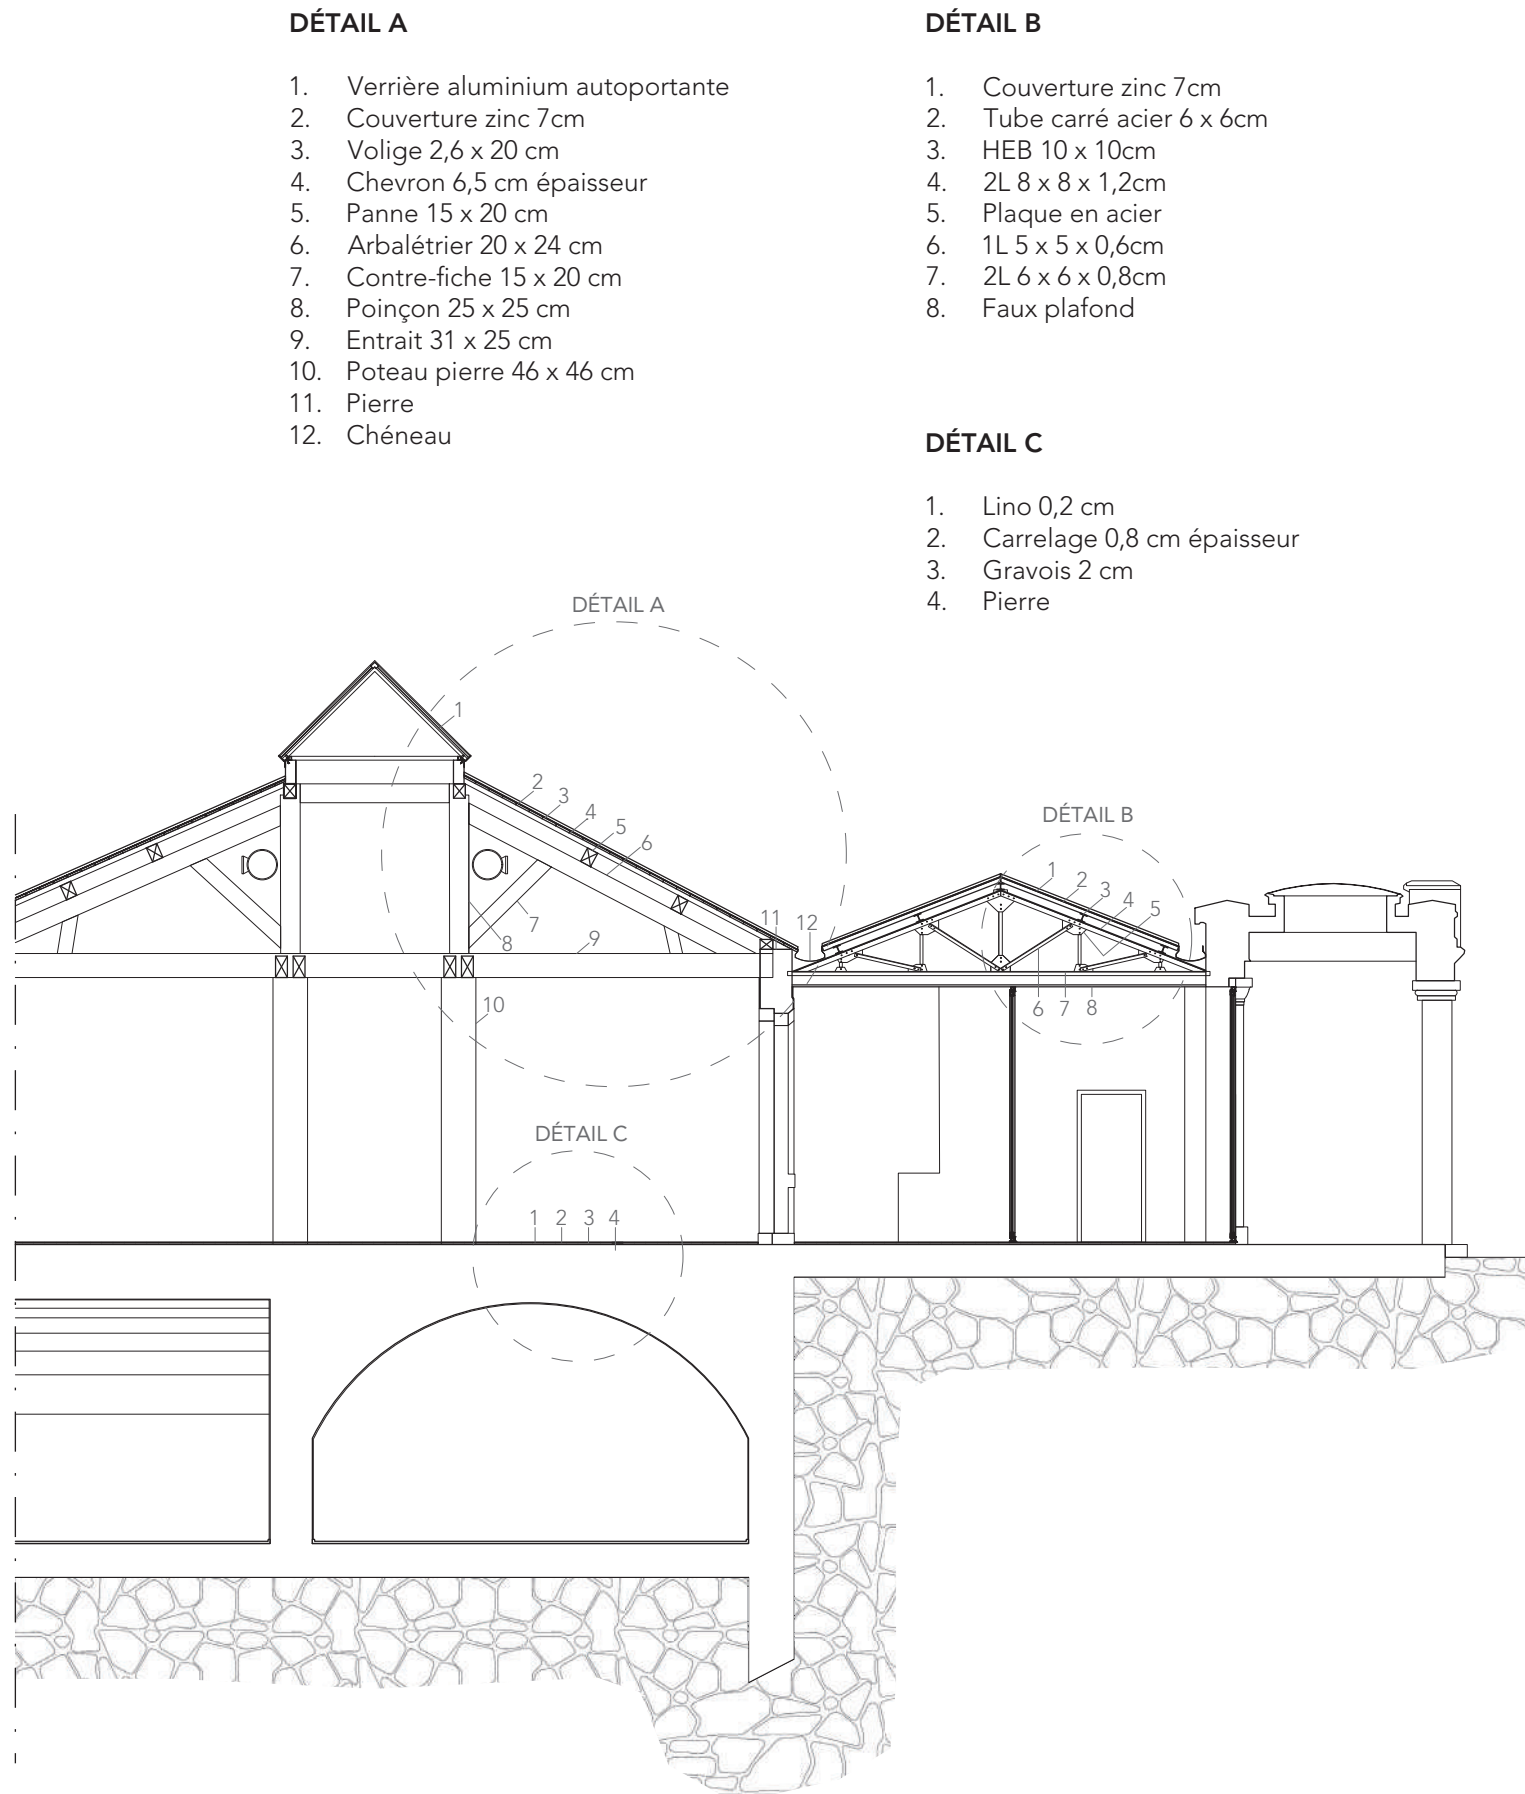 DÉTAIL A
1. Verrière aluminium autoportante
2. Couverture zinc 7cm
3. Volige 2,6 x 20 cm
4. Chevron 6,5 cm épaisseur
5. Panne 15 x 20 cm
6. Arbalétrier 20 x 24 cm
7. Contre-fiche 15 x 20 cm
8. Poinçon 25 x 25 cm
9. Entrait 31 x 25 cm
10. Poteau pierre 46 x 46 cm
11. Pierre
12. Chéneau
DÉTAIL B
1. Couverture zinc 7cm
2. Tube carré acier 6 x 6cm
3. HEB 10 x 10cm
4. 2L 8 x 8 x 1,2cm
5. Plaque en acier
6. 1L 5 x 5 x 0,6cm
7. 2L 6 x 6 x 0,8cm
8. Faux plafond
DÉTAIL C
1. Lino 0,2 cm
2. Carrelage 0,8 cm épaisseur
3. Gravois 2 cm
4. Pierre
DÉTAIL A
1
2
3
4
5
6
7
8
9
10
11
12
DÉTAIL B
1
2
3
4
5
6
7
8
DÉTAIL C
1 2 3 4